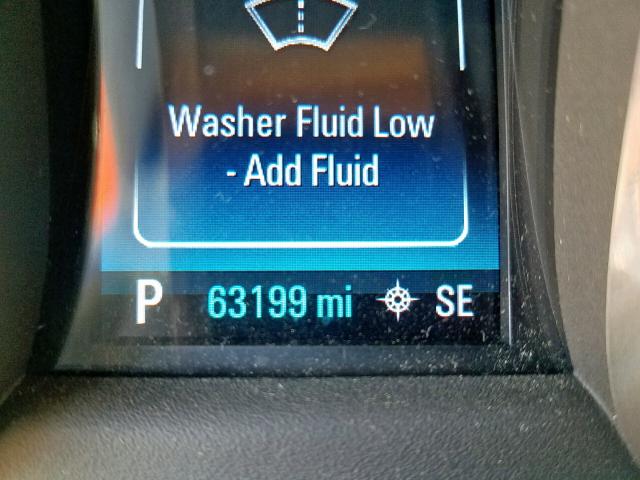 Washer Fluid Low
- Add Fluid
P 63199 mi SE